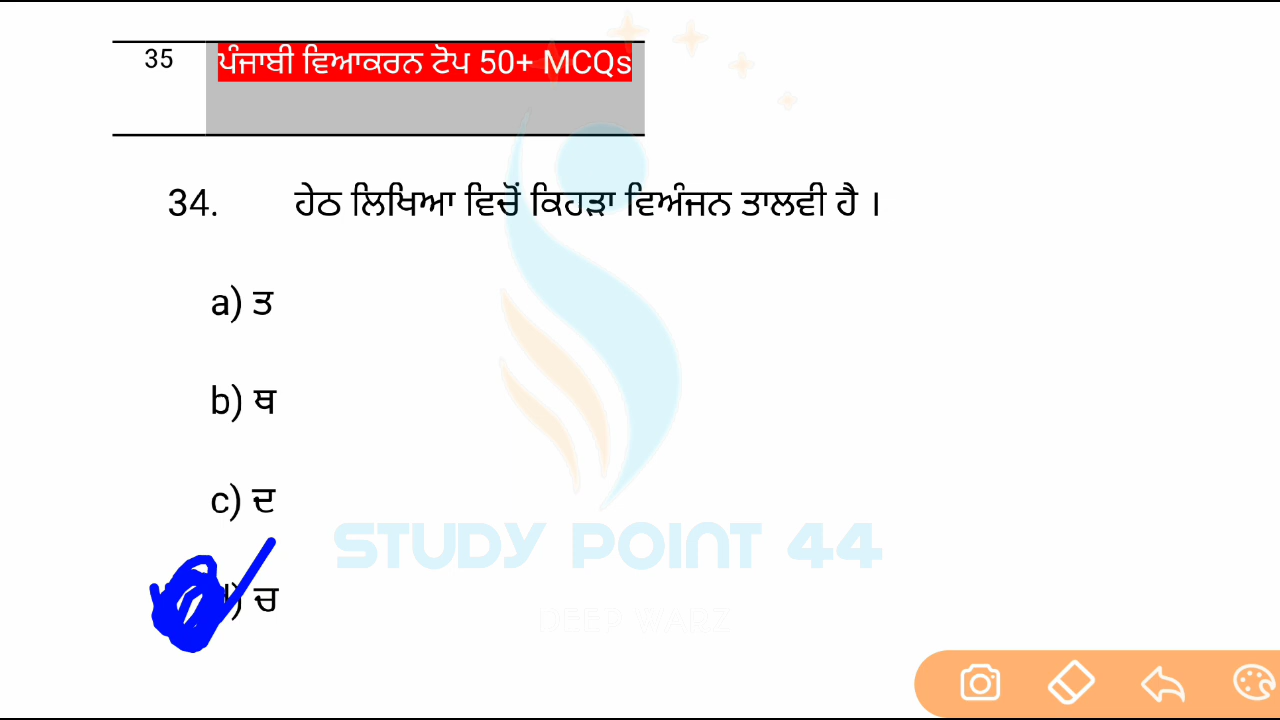 35
ਪੰਜਾਬੀ ਵਿਆਕਰਨ ਟੋਪ 50+ MCQs
34. ਹੇਠ ਲਿਖਿਆ ਵਿਚੋਂ ਕਿਹੜਾ ਵਿਅੰਜਨ ਤਾਲਵੀ ਹੈ ।
a) ਤ
b) ਥ
c) ਦ
STUDY POINT 44
d) ਚ
DEEP WARZ